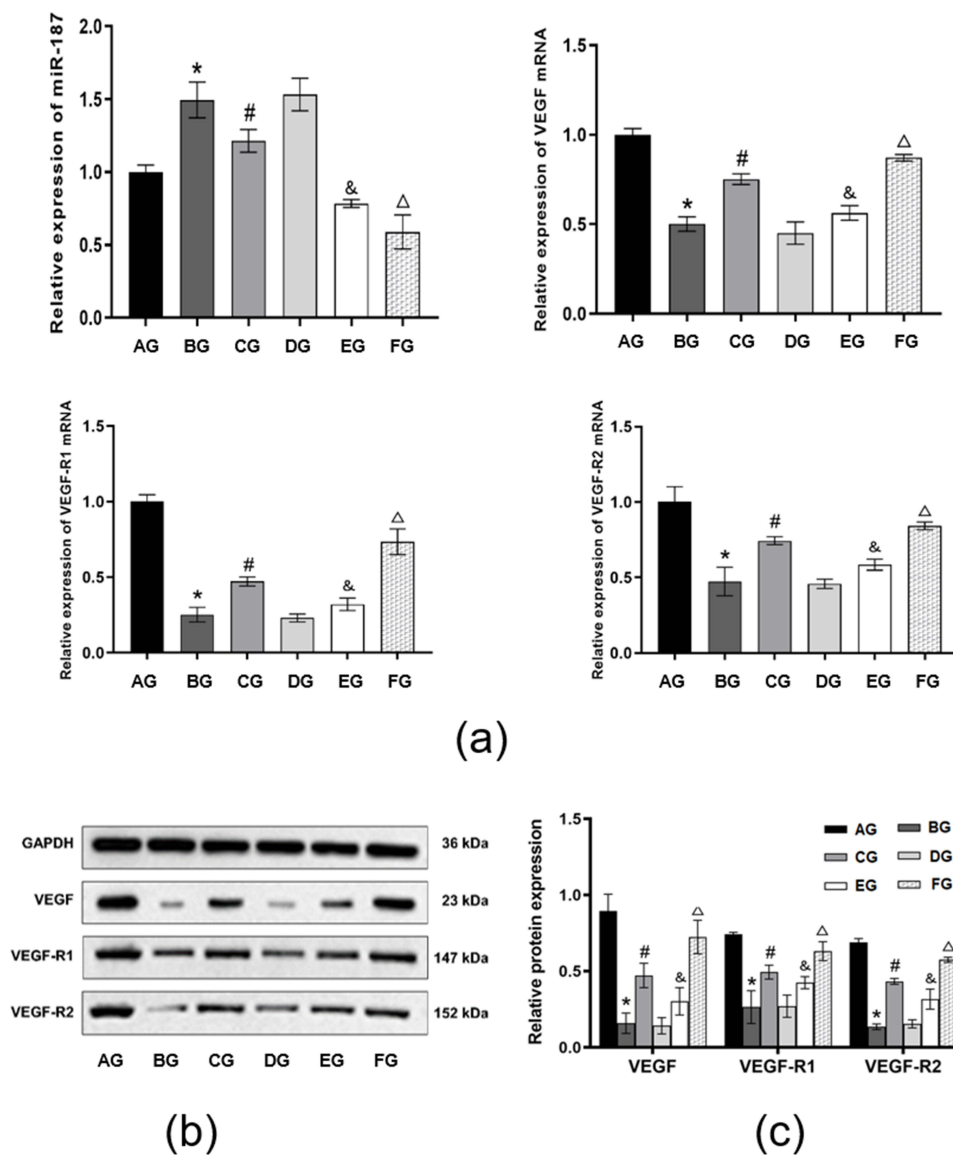 Relative expression of miR-187
2.0
1.5
1.0
0.5
0.0
*
#
&
△
AG BG CG DG EG FG
Relative expression of VEGF mRNA
1.5
1.0
0.5
0.0
*
#
&
△
AG BG CG DG EG FG
Relative expression of VEGF-R1 mRNA
1.5
1.0
0.5
0.0
*
#
&
△
AG BG CG DG EG FG
Relative expression of VEGF-R2 mRNA
1.5
1.0
0.5
0.0
*
#
&
△
AG BG CG DG EG FG
(a)
GAPDH 36 kDa
VEGF 23 kDa
VEGF-R1 147 kDa
VEGF-R2 152 kDa
AG BG CG DG EG FG
(b)
Relative protein expression
1.5
1.0
0.5
0.0
AG BG
CG DG
EG FG
* # & △
* # & △
* # & △
VEGF VEGF-R1 VEGF-R2
(c)